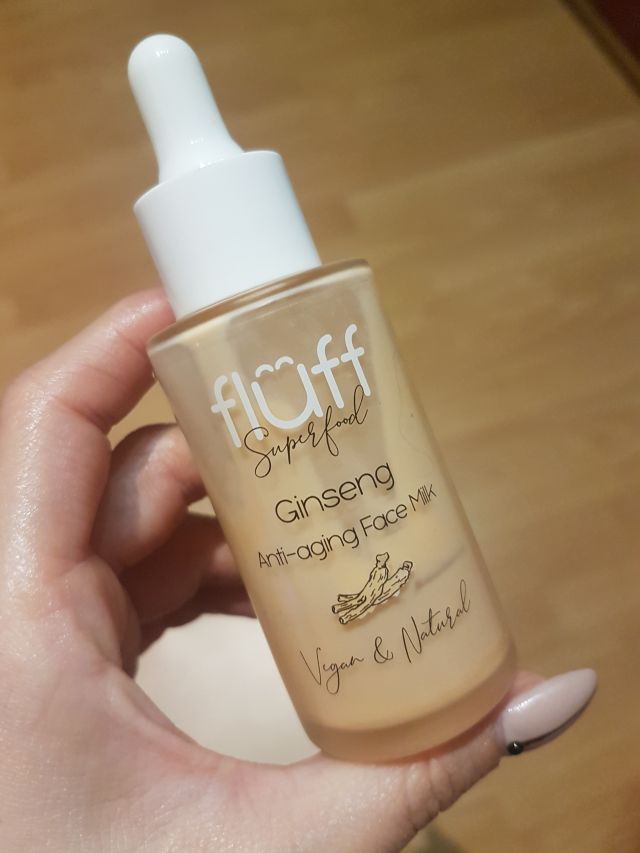 flüff
Superfood
Ginseng
Anti-aging Face Milk
Vegan & Natural